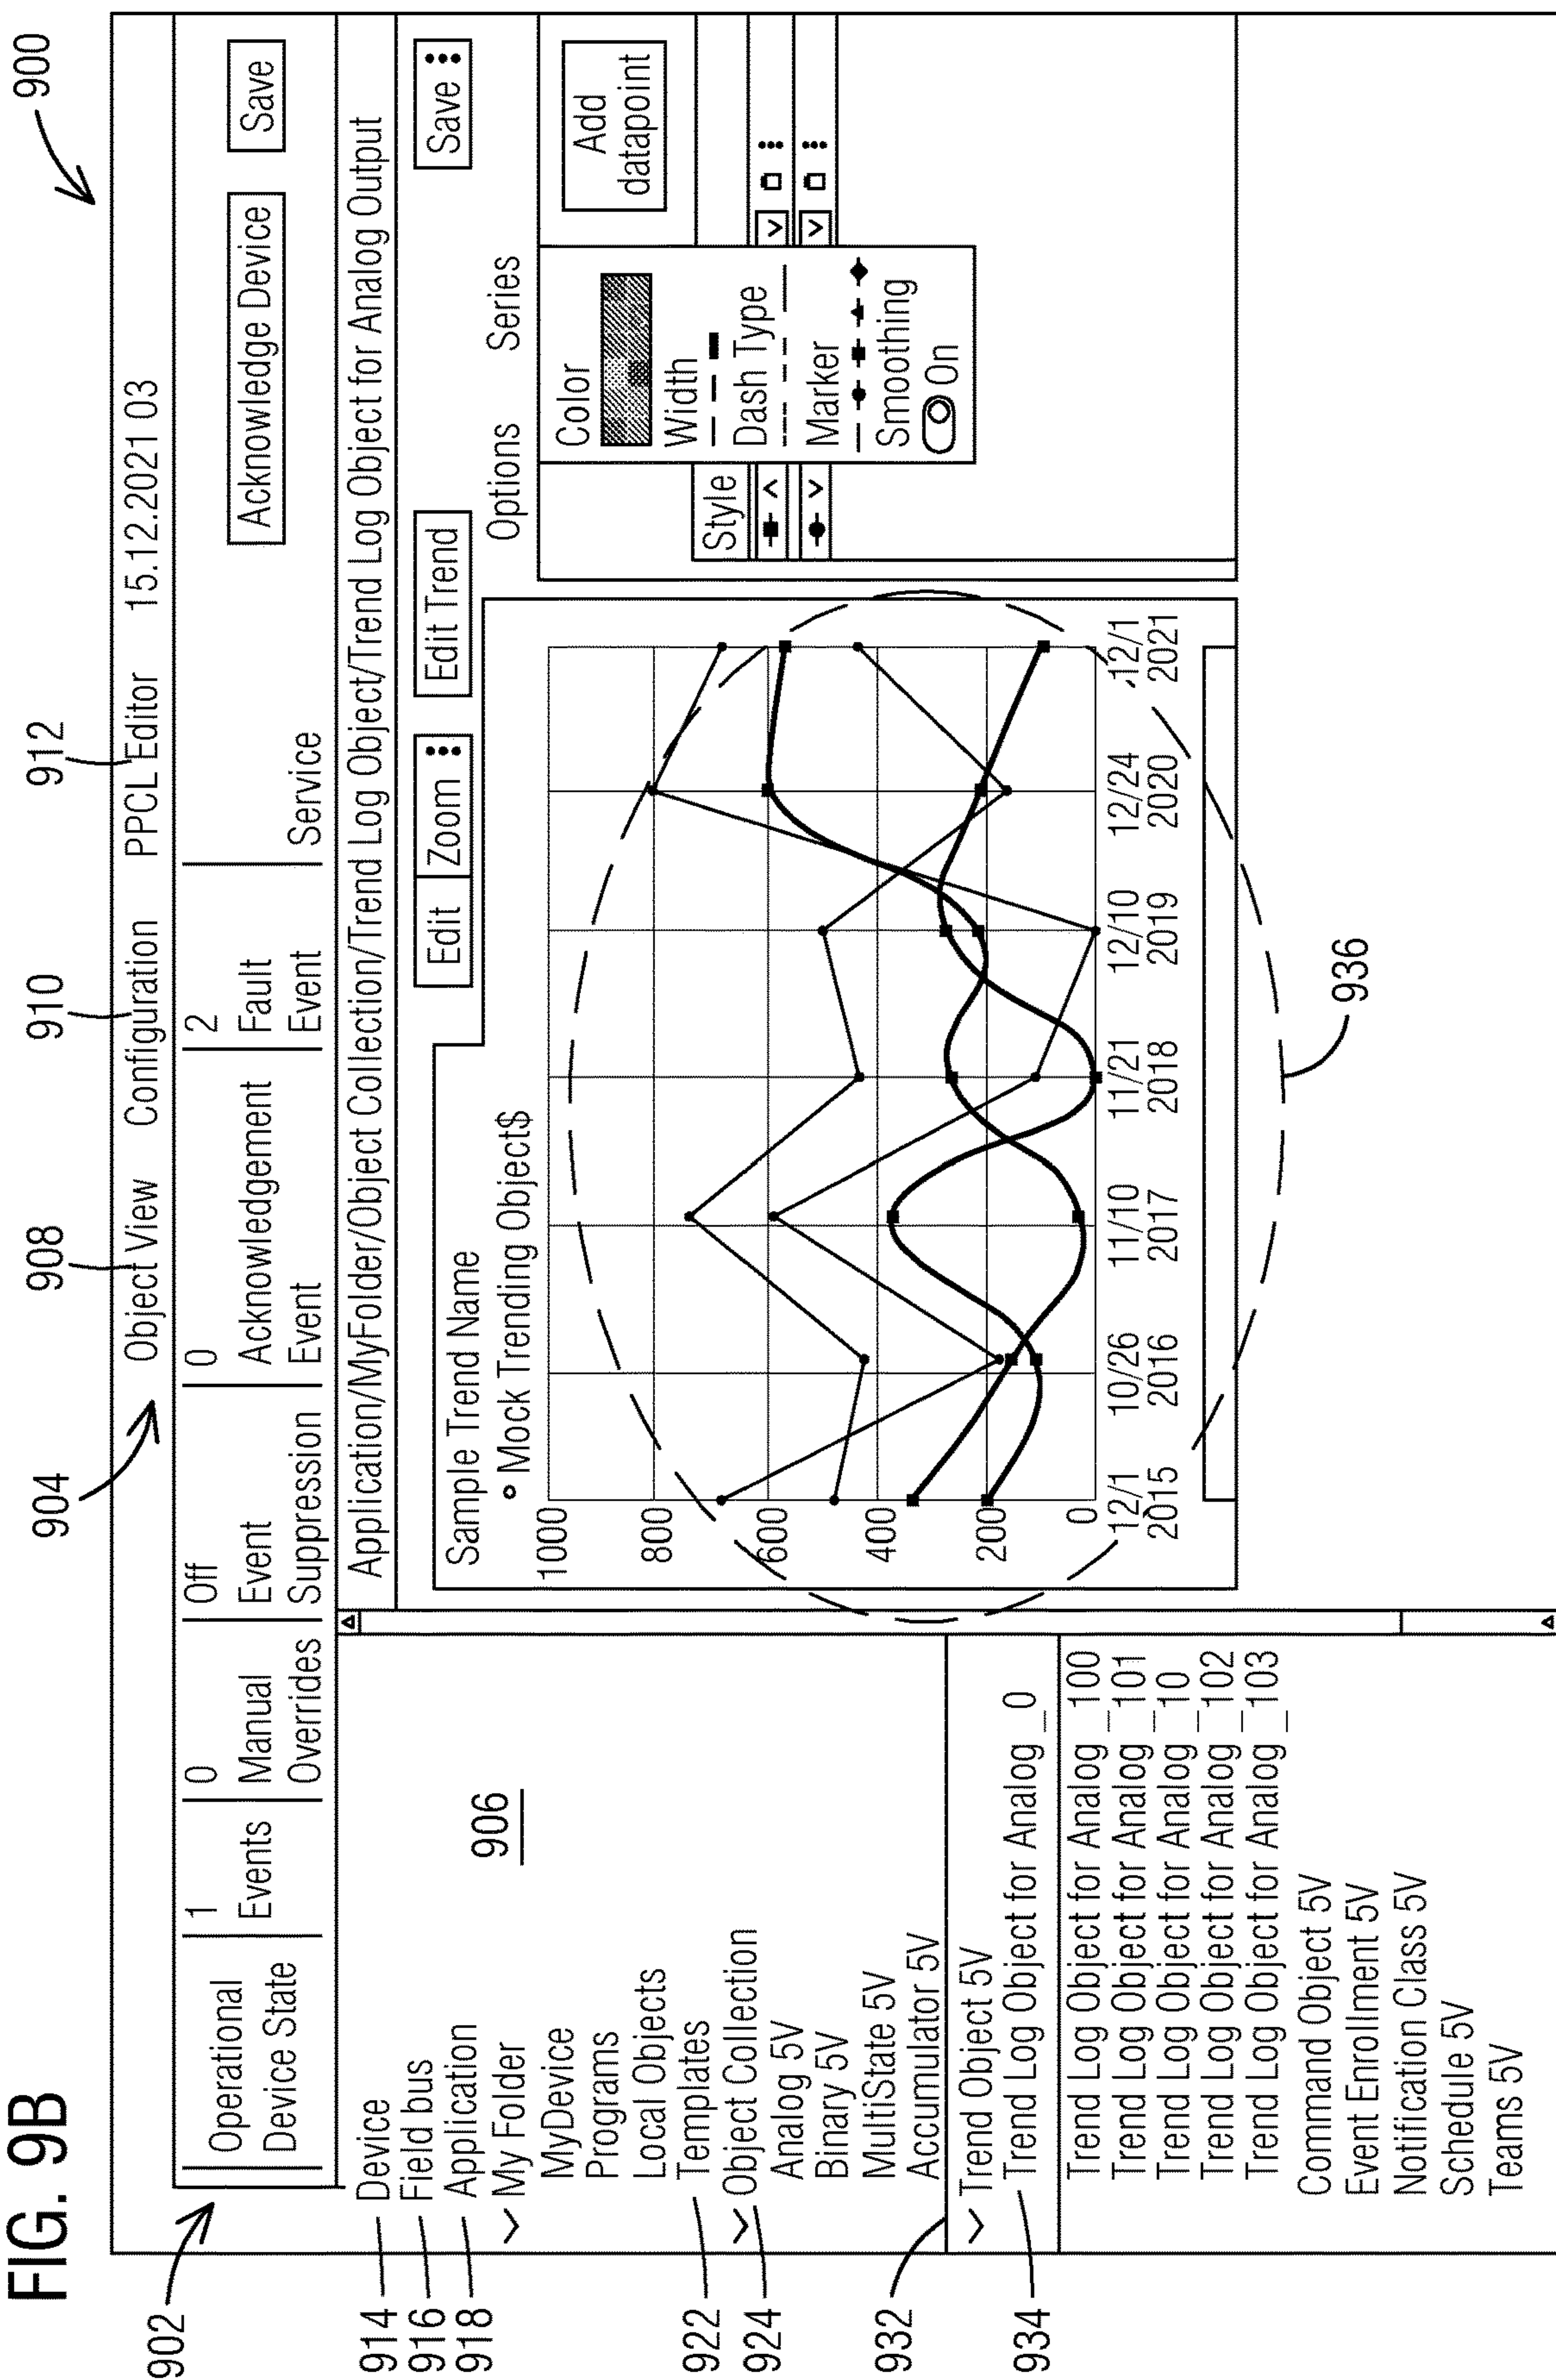 FIG. 9B
900
902
904
908
910
912
Object View Configuration PPCL Editor 15.12.2021 03
Operational
Device State
1
Events
0
Manual
Overrides
Off
Event
Suppression
0
Acknowledgement
Event
2
Fault
Event
Service
Acknowledge Device
Save
914
916
918
922
924
932
934
906
Device
Field bus
Application
My Folder
MyDevice
Programs
Local Objects
Templates
Object Collection
Analog 5V
Binary 5V
MultiState 5V
Accumulator 5V
Trend Object 5V
Trend Log Object for Analog _0
Trend Log Object for Analog _100
Trend Log Object for Analog _101
Trend Log Object for Analog _10
Trend Log Object for Analog _102
Trend Log Object for Analog _103
Command Object 5V
Event Enrollment 5V
Notification Class 5V
Schedule 5V
Teams 5V
Application/MyFolder/Object Collection/Trend Log Object/Trend Log Object for Analog Output
Edit Zoom Edit Trend Save
Sample Trend Name
Mock Trending Object$
1000
800
600
400
200
0
12/1 10/26 11/10 11/21 12/10 12/24 12/1
2015 2016 2017 2018 2019 2020 2021
936
Options Series
Add
datapoint
Style
Color
Width
Dash Type
Marker
Smoothing
On